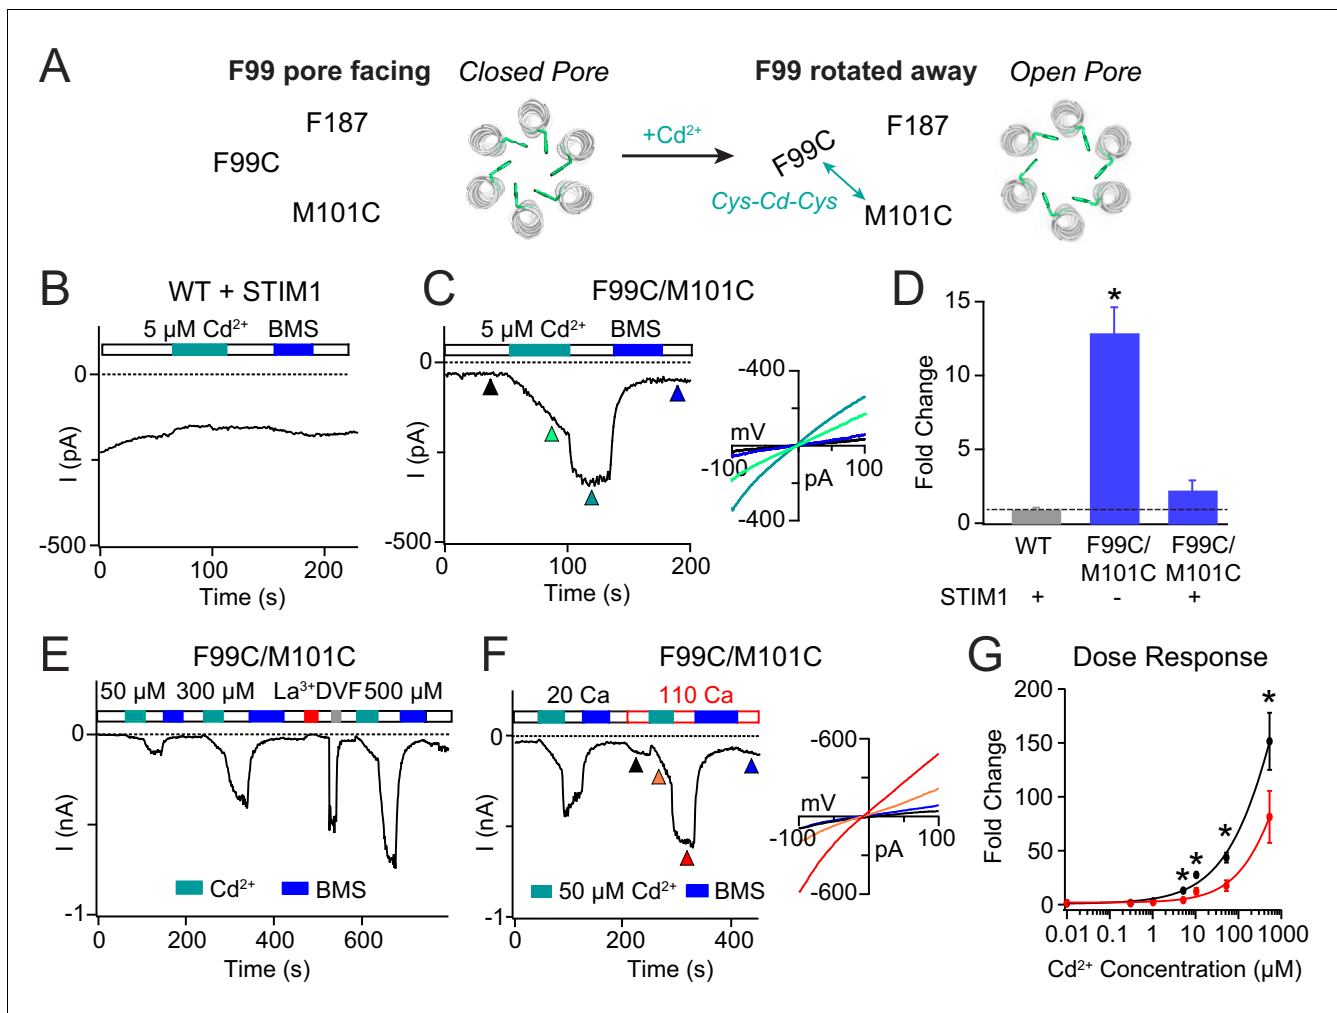 A
F99 pore facing Closed Pore
F99 rotated away Open Pore
F187
F99C
M101C
+Cd²⁺
F187
F99C
Cys-Cd-Cys
M101C
B
WT + STIM1
5 µM Cd²⁺ BMS
0
-500
I (pA)
0 100 200
Time (s)
C
F99C/M101C
5 µM Cd²⁺ BMS
0
-500
I (pA)
0 100 200
Time (s)
-400
mV
-100 100
pA
-400
D
15
10
5
0
Fold Change
WT F99C/ F99C/
M101C M101C
STIM1 + - +
E
F99C/M101C
50 µM 300 µM La³⁺DVF500 µM
0
-1
I (nA)
Cd²⁺ BMS
0 200 400 600
Time (s)
F
F99C/M101C
20 Ca 110 Ca
0
-1
I (nA)
50 µM Cd²⁺ BMS
0 200 400
Time (s)
-600
mV
-100 100
pA
-600
G
Dose Response
200
150
100
50
0
Fold Change
0.01 0.1 1 10 100 1000
Cd²⁺ Concentration (µM)